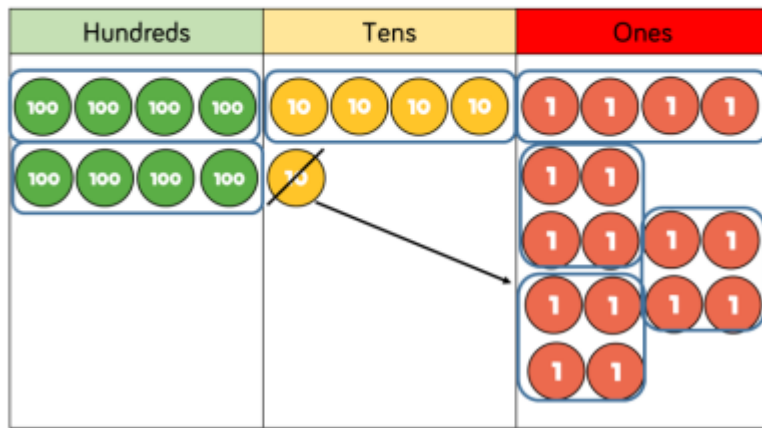 Hundreds Tens Ones
100 100 100 100 10 10 10 10 1 1 1 1
100 100 100 100 10 1 1
1 1 1 1
1 1 1 1
1 1